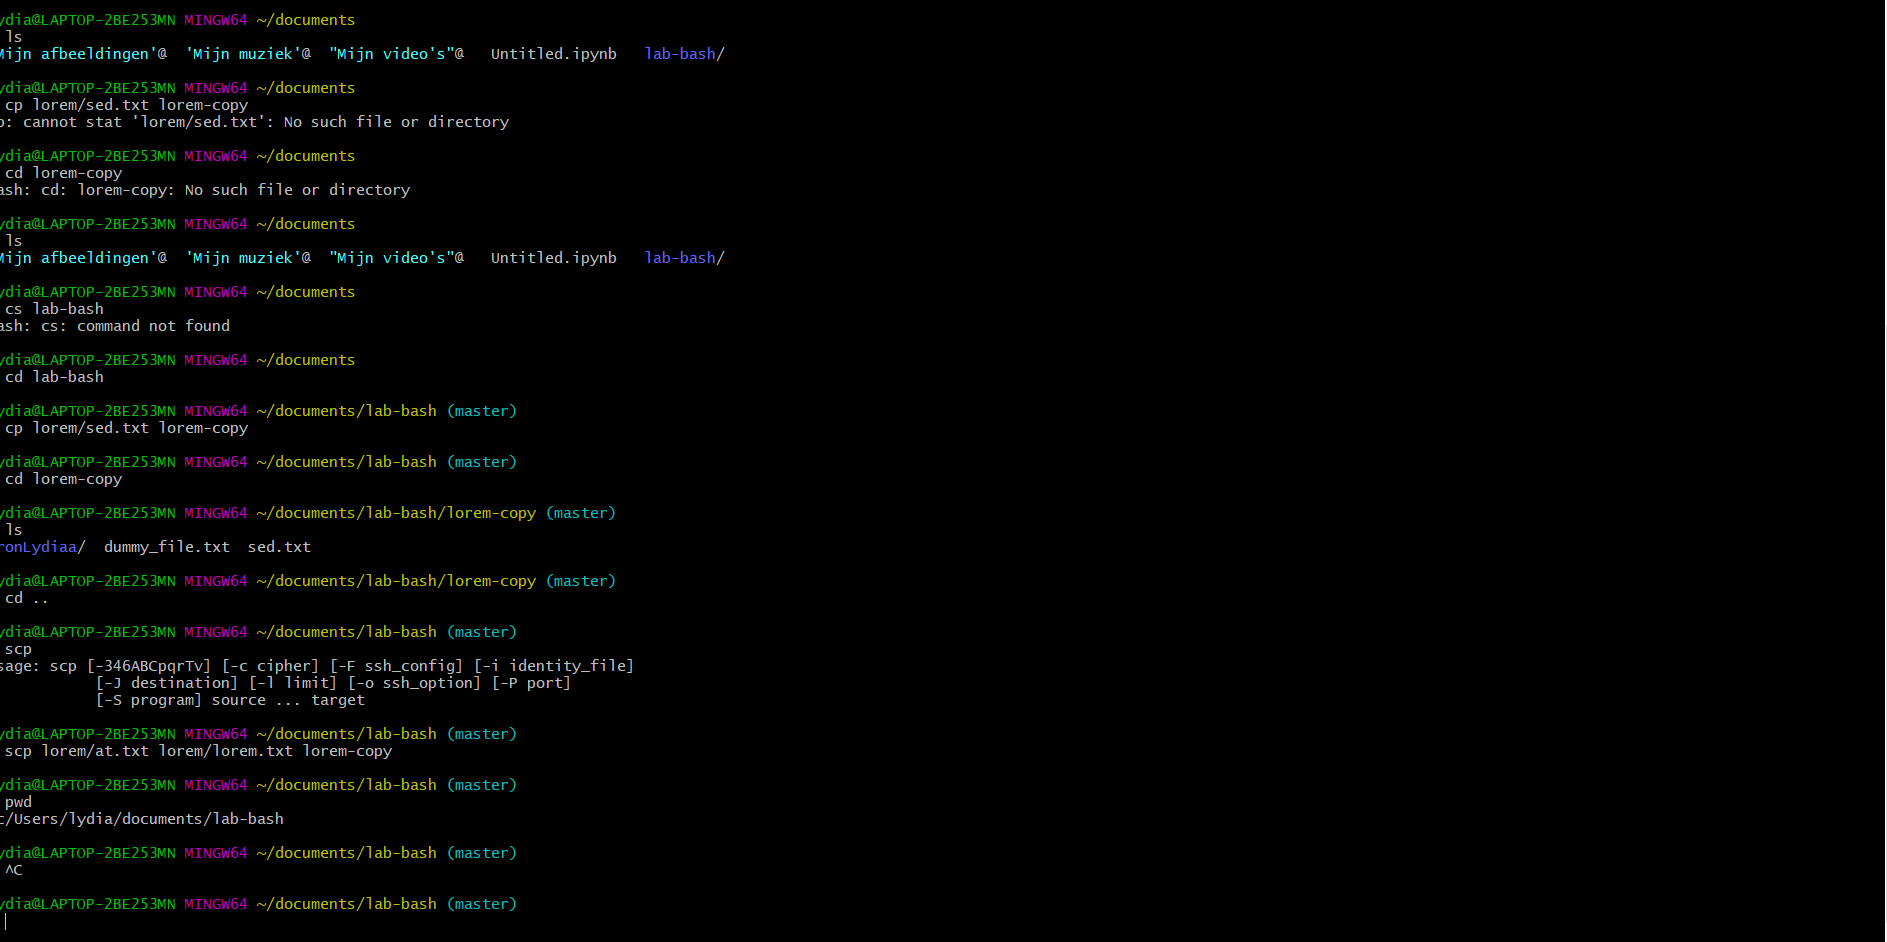 ydia@LAPTOP-2BE253MN MINGW64 ~/documents
ls
Mijn afbeeldingen'@  'Mijn muziek'@  "Mijn video's"@   Untitled.ipynb   lab-bash/
ydia@LAPTOP-2BE253MN MINGW64 ~/documents
cp lorem/sed.txt lorem-copy
p: cannot stat 'lorem/sed.txt': No such file or directory
ydia@LAPTOP-2BE253MN MINGW64 ~/documents
cd lorem-copy
ash: cd: lorem-copy: No such file or directory
ydia@LAPTOP-2BE253MN MINGW64 ~/documents
ls
Mijn afbeeldingen'@  'Mijn muziek'@  "Mijn video's"@   Untitled.ipynb   lab-bash/
ydia@LAPTOP-2BE253MN MINGW64 ~/documents
cs lab-bash
ash: cs: command not found
ydia@LAPTOP-2BE253MN MINGW64 ~/documents
cd lab-bash
ydia@LAPTOP-2BE253MN MINGW64 ~/documents/lab-bash (master)
cp lorem/sed.txt lorem-copy
ydia@LAPTOP-2BE253MN MINGW64 ~/documents/lab-bash (master)
cd lorem-copy
ydia@LAPTOP-2BE253MN MINGW64 ~/documents/lab-bash/lorem-copy (master)
ls
ronLydiaa/  dummy_file.txt  sed.txt
ydia@LAPTOP-2BE253MN MINGW64 ~/documents/lab-bash/lorem-copy (master)
cd ..
ydia@LAPTOP-2BE253MN MINGW64 ~/documents/lab-bash (master)
scp
sage: scp [-346ABCpqrTv] [-c cipher] [-F ssh_config] [-i identity_file]
[-J destination] [-l limit] [-o ssh_option] [-P port]
[-S program] source ... target
ydia@LAPTOP-2BE253MN MINGW64 ~/documents/lab-bash (master)
scp lorem/at.txt lorem/lorem.txt lorem-copy
ydia@LAPTOP-2BE253MN MINGW64 ~/documents/lab-bash (master)
pwd
c/Users/lydia/documents/lab-bash
ydia@LAPTOP-2BE253MN MINGW64 ~/documents/lab-bash (master)
^C
ydia@LAPTOP-2BE253MN MINGW64 ~/documents/lab-bash (master)